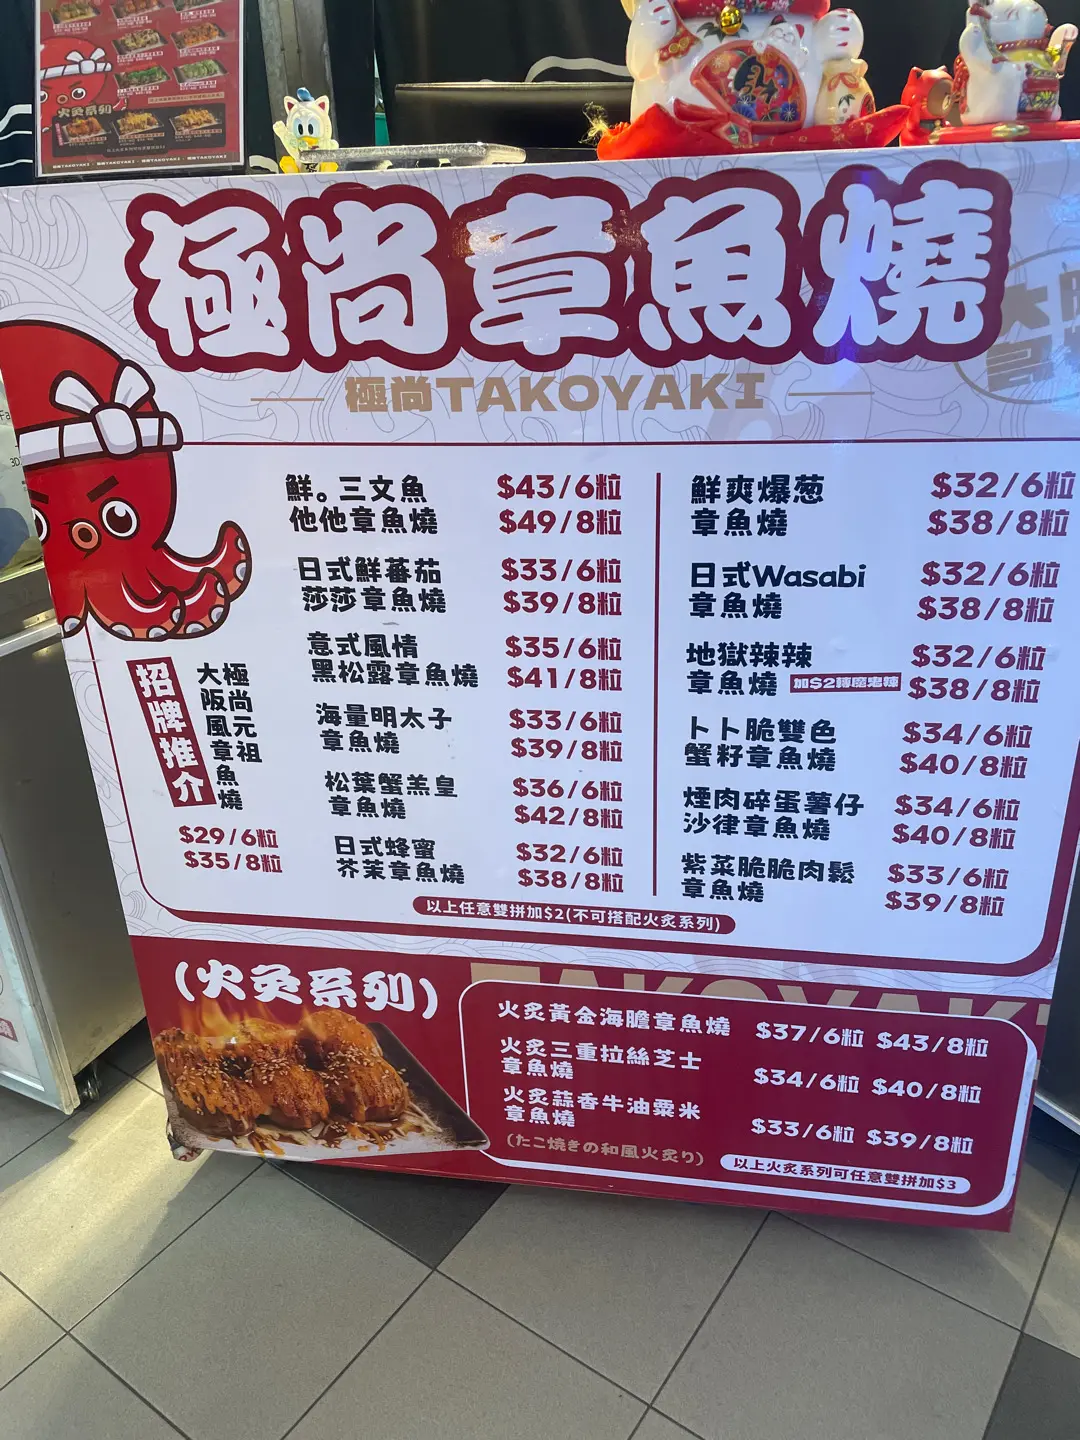 火炙系列
極尚章魚燒
極尚TAKOYAKI
招牌推介
極尚元祖
大阪風章魚燒
$29/6粒
$35/8粒
鮮。三文魚
他他章魚燒
$43/6粒
$49/8粒
日式鮮蕃茄
莎莎章魚燒
$33/6粒
$39/8粒
意式風情
黑松露章魚燒
$35/6粒
$41/8粒
海量明太子
章魚燒
$33/6粒
$39/8粒
松葉蟹羔皇
章魚燒
$36/6粒
$42/8粒
日式蜂蜜
芥茉章魚燒
$32/6粒
$38/8粒
鮮爽爆葱
章魚燒
$32/6粒
$38/8粒
日式Wasabi
章魚燒
$32/6粒
$38/8粒
地獄辣辣
章魚燒 加$2轉魔鬼辣
$32/6粒
$38/8粒
卜卜脆雙色
蟹籽章魚燒
$34/6粒
$40/8粒
煙肉碎蛋薯仔
沙律章魚燒
$34/6粒
$40/8粒
紫菜脆脆肉鬆
章魚燒
$33/6粒
$39/8粒
以上任意雙拼加$2(不可搭配火炙系列)
(火炙系列)
TAKOYAKI
火炙黃金海膽章魚燒 $37/6粒 $43/8粒
火炙三重拉絲芝士
章魚燒
$34/6粒 $40/8粒
火炙蒜香牛油粟米
章魚燒
$33/6粒 $39/8粒
(たこ焼きの和風火炙り)
以上火炙系列可任意雙拼加$3